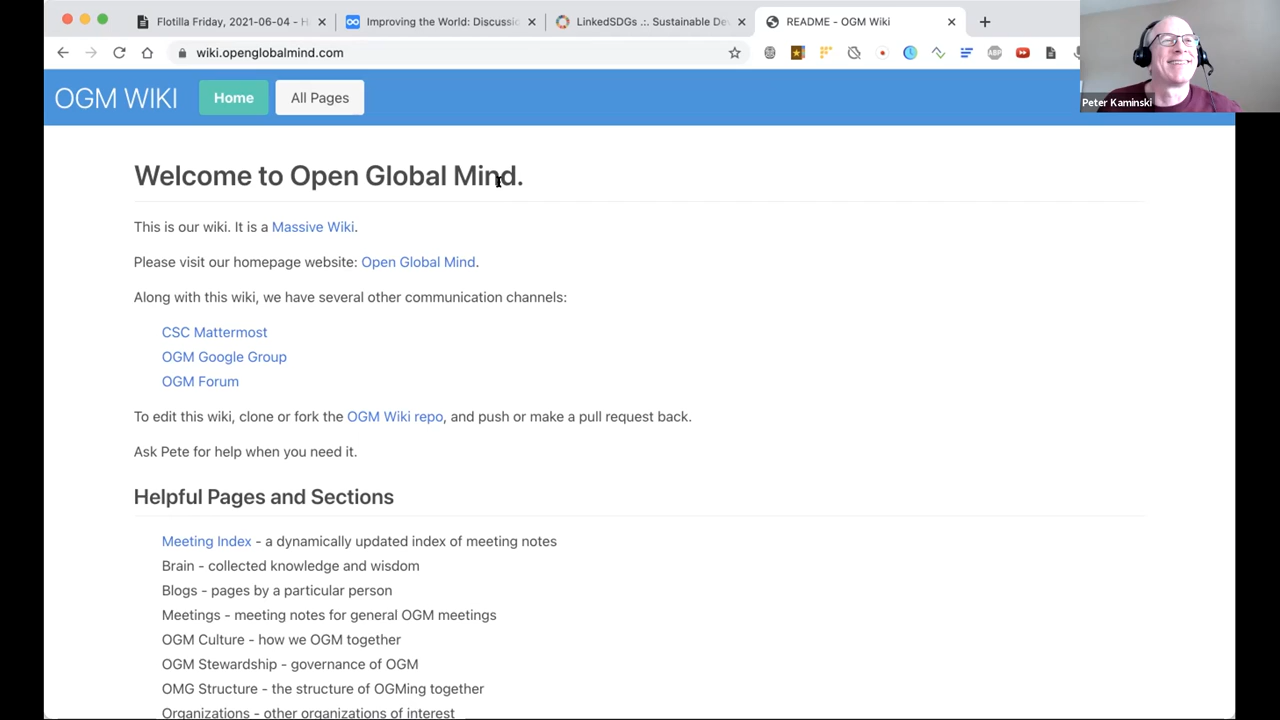 Flotilla Friday, 2021-06-04 - H
Improving the World: Discussic
LinkedSDGs .:. Sustainable De
README - OGM Wiki
wiki.openglobalmind.com
ABP
Peter Kaminski
OGM WIKI
Home
All Pages
Welcome to Open Global Mind.
This is our wiki. It is a Massive Wiki.
Please visit our homepage website: Open Global Mind.
Along with this wiki, we have several other communication channels:
CSC Mattermost
OGM Google Group
OGM Forum
To edit this wiki, clone or fork the OGM Wiki repo, and push or make a pull request back.
Ask Pete for help when you need it.
Helpful Pages and Sections
Meeting Index - a dynamically updated index of meeting notes
Brain - collected knowledge and wisdom
Blogs - pages by a particular person
Meetings - meeting notes for general OGM meetings
OGM Culture - how we OGM together
OGM Stewardship - governance of OGM
OMG Structure - the structure of OGMing together
Organizations - other organizations of interest